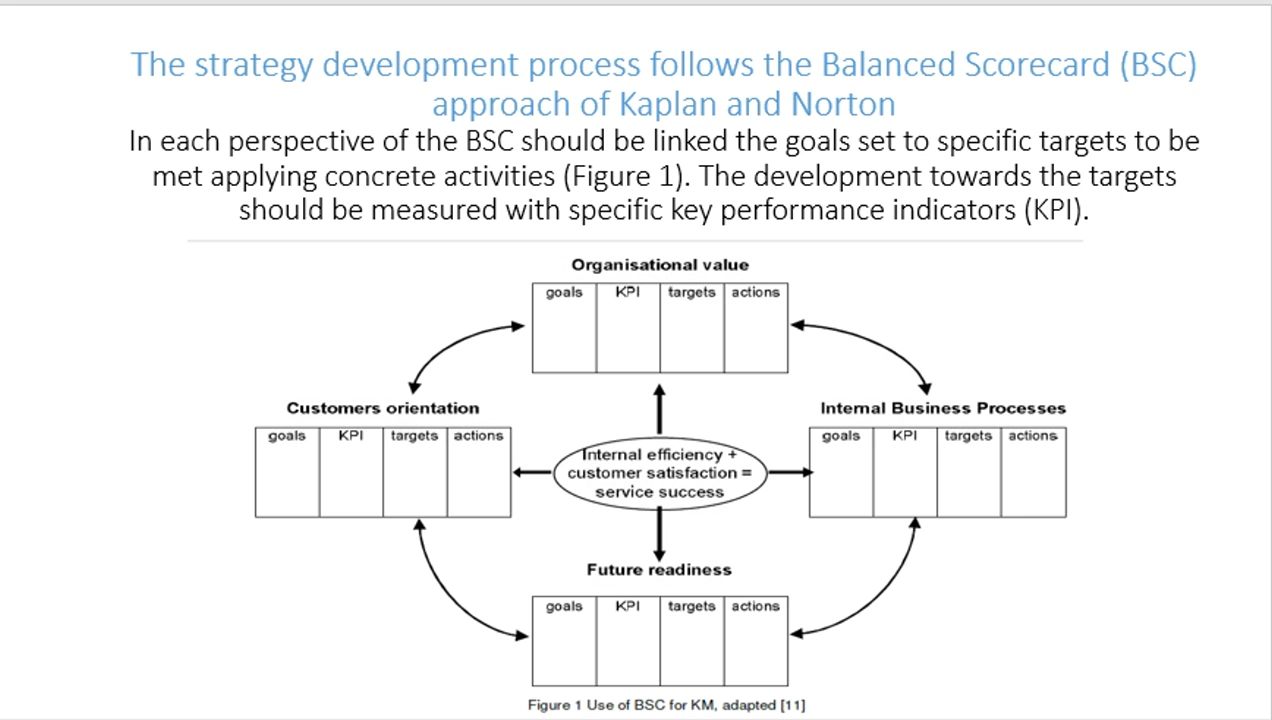 The strategy development process follows the Balanced Scorecard (BSC)
approach of Kaplan and Norton
In each perspective of the BSC should be linked the goals set to specific targets to be
met applying concrete activities (Figure 1). The development towards the targets
should be measured with specific key performance indicators (KPI).
Organisational value
goals KPI targets actions
Customers orientation
goals KPI targets actions
Internal efficiency +
customer satisfaction =
service success
Internal Business Processes
goals KPI targets actions
Future readiness
goals KPI targets actions
Figure 1 Use of BSC for KM, adapted [11]